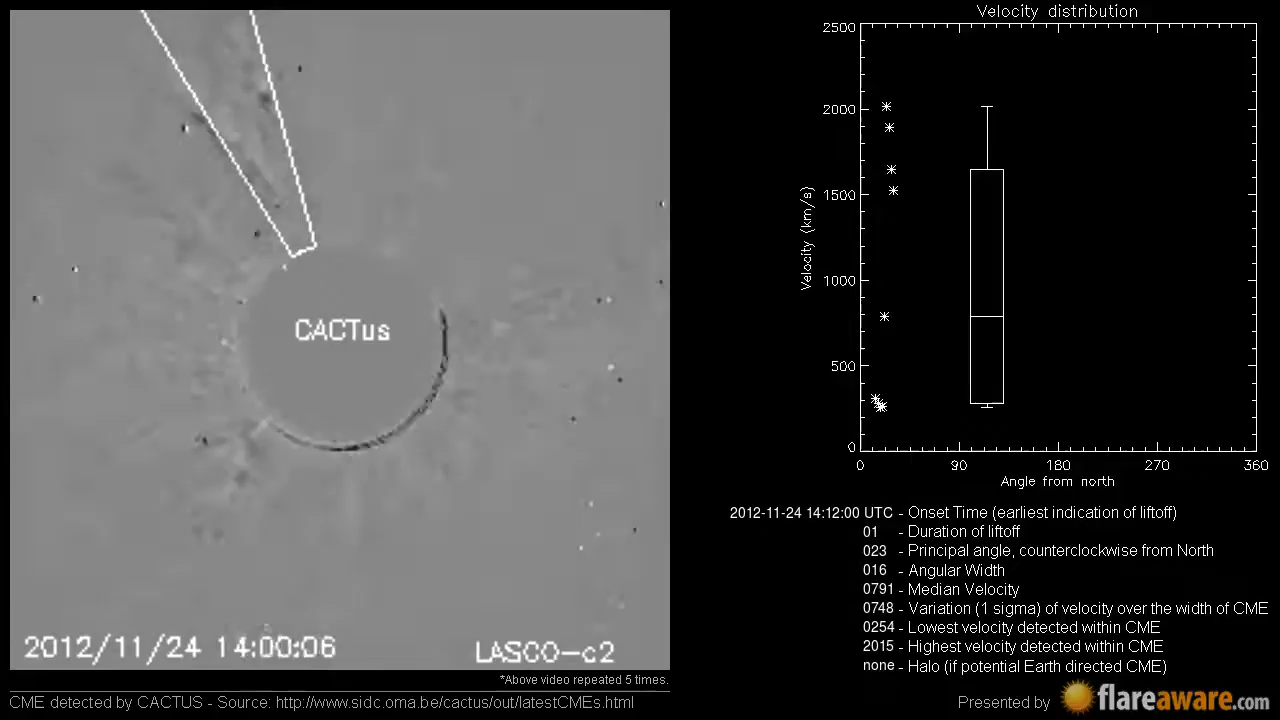 CACTus
2012/11/24 14:00:06
LASCO-c2
*Above video repeated 5 times.
CME detected by CACTUS - Source: http://www.sidc.oma.be/cactus/out/latestCMEs.html
Velocity distribution
Velocity (km/s)
2500
2000
1500
1000
500
0
0 90 180 270 360
Angle from north
2012-11-24 14:12:00 UTC - Onset Time (earliest indication of liftoff)
01 - Duration of liftoff
023 - Principal angle, counterclockwise from North
016 - Angular Width
0791 - Median Velocity
0748 - Variation (1 sigma) of velocity over the width of CME
0254 - Lowest velocity detected within CME
2015 - Highest velocity detected within CME
none - Halo (if potential Earth directed CME)
Presented by flareaware.com